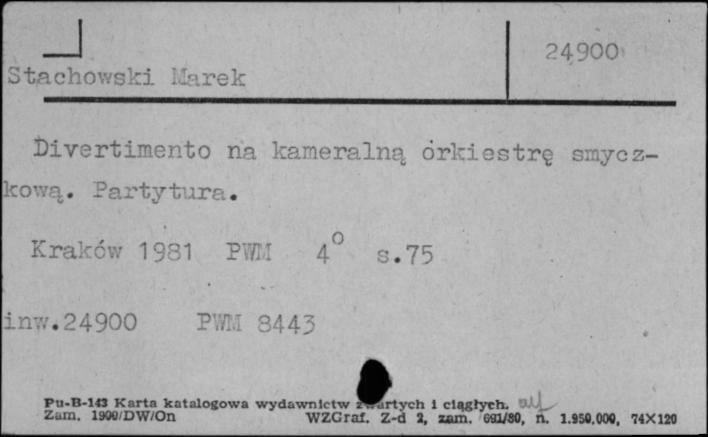 24900
Stachowski Marek
Divertimento na kameralną orkiestrę smycz-
kową. Partytura.
Kraków 1981 PWM 4° s.75
inw.24900 PWM 8443
Pu-B-143 Karta katalogowa wydawnictw zwartych i ciągłych.
Zam. 1900/DW/On WZGraf. Z-d 2, zam. 691/80, n. 1.950.000, 74X120